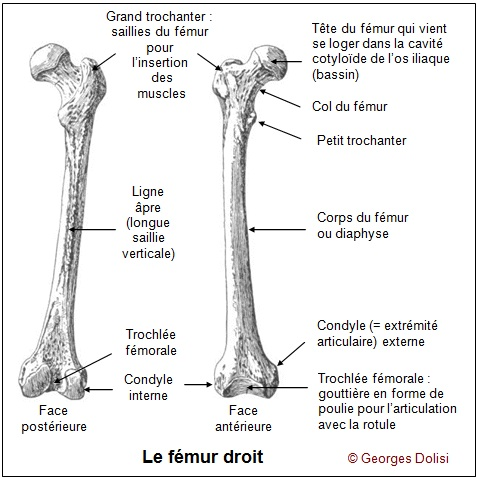 Grand trochanter :
saillies du fémur
pour
l'insertion
des
muscles
Tête du fémur qui vient
se loger dans la cavité
cotyloïde de l'os iliaque
(bassin)
Col du fémur
Petit trochanter
Ligne
âpre
(longue
saillie
verticale)
Corps du fémur
ou diaphyse
Trochlée
fémorale
Condyle
interne
Condyle (= extrémité
articulaire) externe
Trochlée fémorale :
gouttière en forme de
poulie pour l'articulation
avec la rotule
Face
postérieure
Face
antérieure
Le fémur droit
© Georges Dolisi